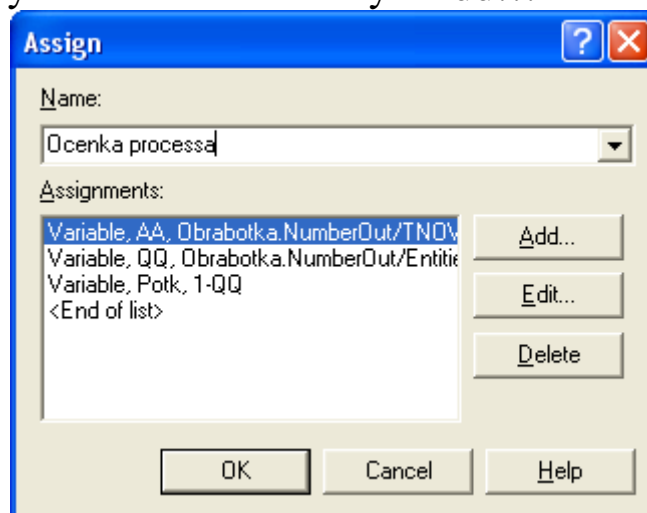 Assign
Name:
Ocenka processa
Assignments:
Variable, AA, Obrabotka.NumberOut/TNOV
Variable, QQ, Obrabotka.NumberOut/Entitie
Variable, Potk, 1-QQ
<End of list>
Add...
Edit...
Delete
OK
Cancel
Help